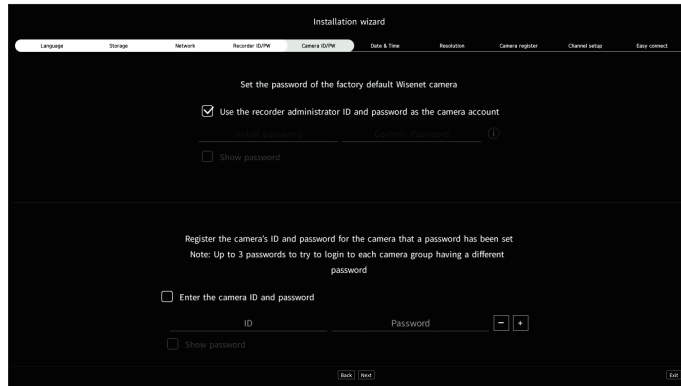 Installation wizard
Language Storage Network Recorder ID/PW Camera ID/PW Date & Time Resolution Camera register Channel setup Easy connect
Set the password of the factory default Wisenet camera
Use the recorder administrator ID and password as the camera account
Initial password Confirm Password
Show password
Register the camera's ID and password for the camera that a password has been set
Note: Up to 3 passwords to try to login to each camera group having a different
password
Enter the camera ID and password
ID Password
Show password
Back Next Exit